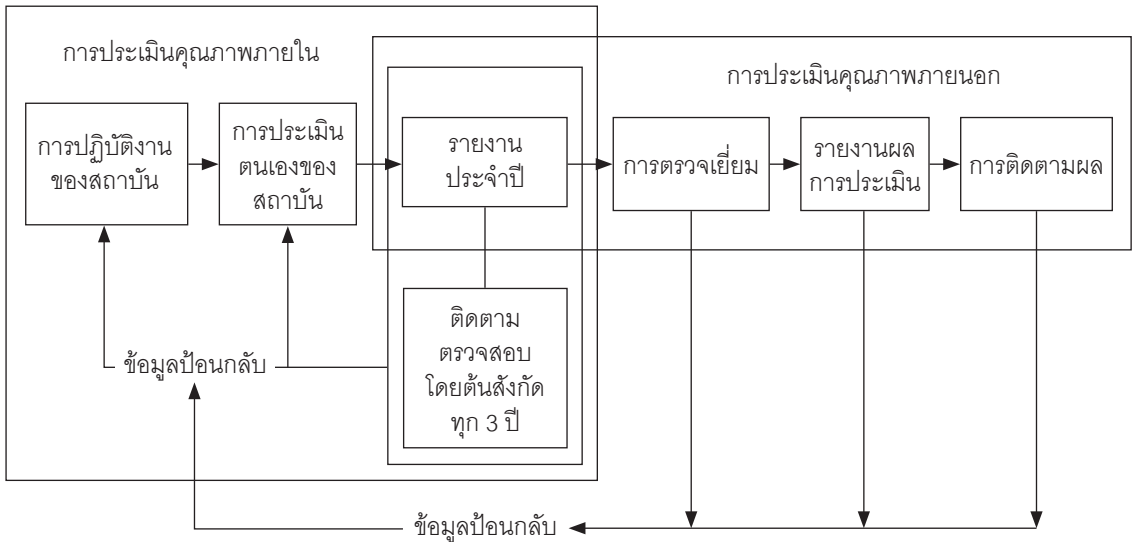 การประเมินคุณภาพภายใน
การประเมินคุณภาพภายนอก
การปฏิบัติงาน
ของสถาบัน
การประเมิน
ตนเองของ
สถาบัน
รายงาน
ประจำปี
การตรวจเยี่ยม
รายงานผล
การประเมิน
การติดตามผล
ติดตาม
ตรวจสอบ
โดยต้นสังกัด
ทุก 3 ปี
ข้อมูลป้อนกลับ
ข้อมูลป้อนกลับ